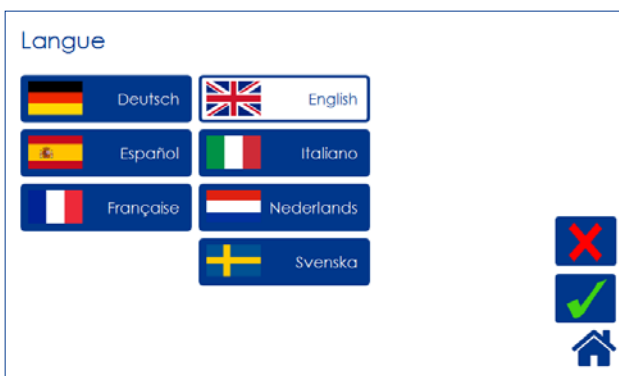 Langue
Deutsch
English
Español
Italiano
Française
Nederlands
Svenska